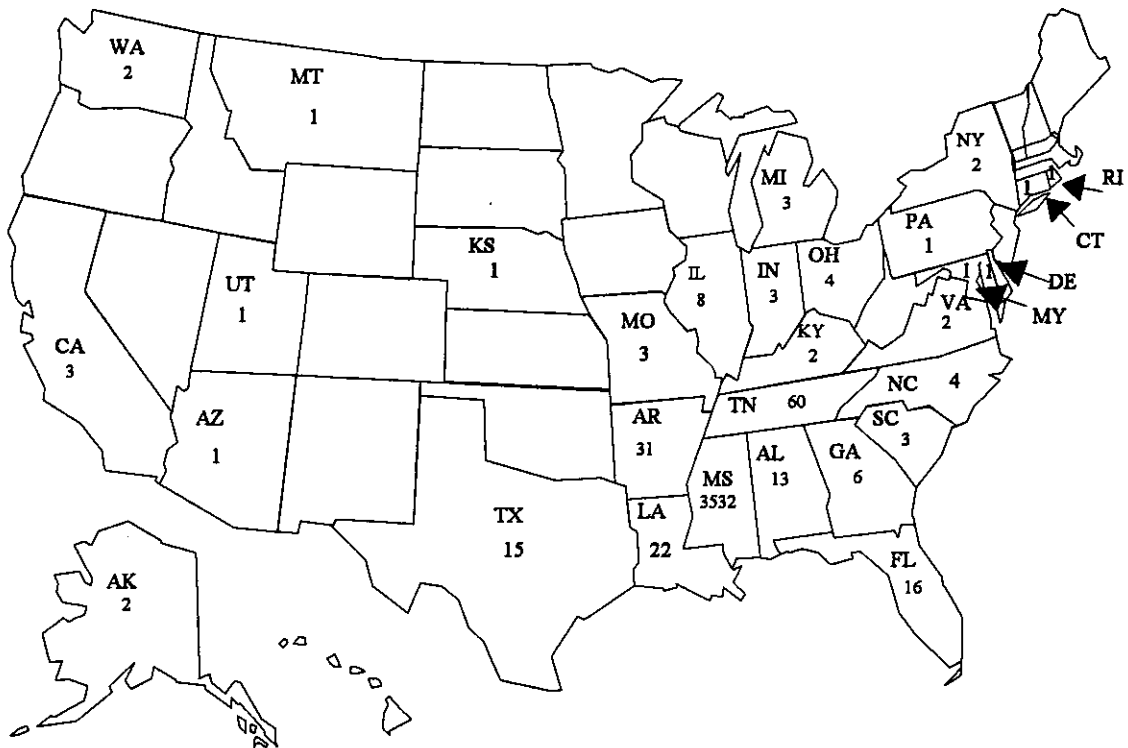 WA
2
MT
1
NY
2
MI
3
1
1
RI
CT
PA
1
KS
1
OH
4
IL
8
IN
3
1 1
DE
UT
1
VA
2
MY
MO
3
KY
2
CA
3
NC 4
TN 60
AZ
1
AR
31
SC
3
AL
13
GA
6
MS
3532
LA
22
TX
15
FL
16
AK
2